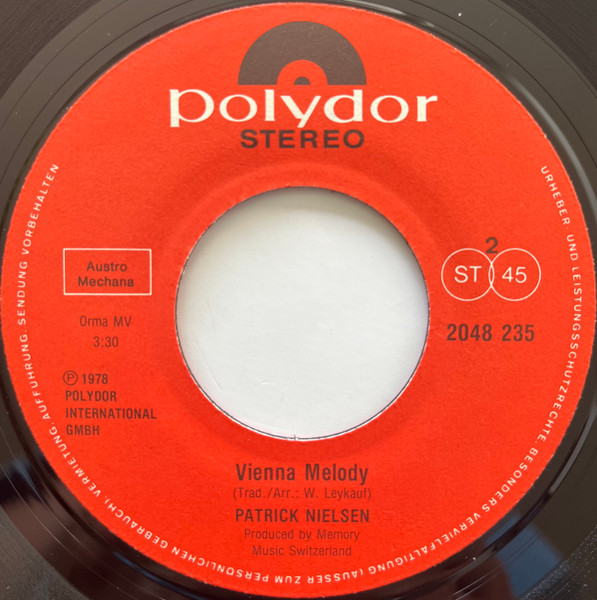 polydor
STEREO
Austro
Mechana
Orma MV
3:30
℗ 1978
POLYDOR
INTERNATIONAL
GMBH
2
ST 45
2048 235
Vienna Melody
(Trad./Arr.: W. Leykauf)
PATRICK NIELSEN
Produced by Memory
Music Switzerland
URHEBER UND LEISTUNGSSCHUTZRECHTE, BESONDERS VERVIELFÄLTIGUNG (AUSSER ZUM PERSÖNLICHEN GEBRAUCH), VERMIETUNG, AUFFÜHRUNG, SENDUNG VORBEHALTEN